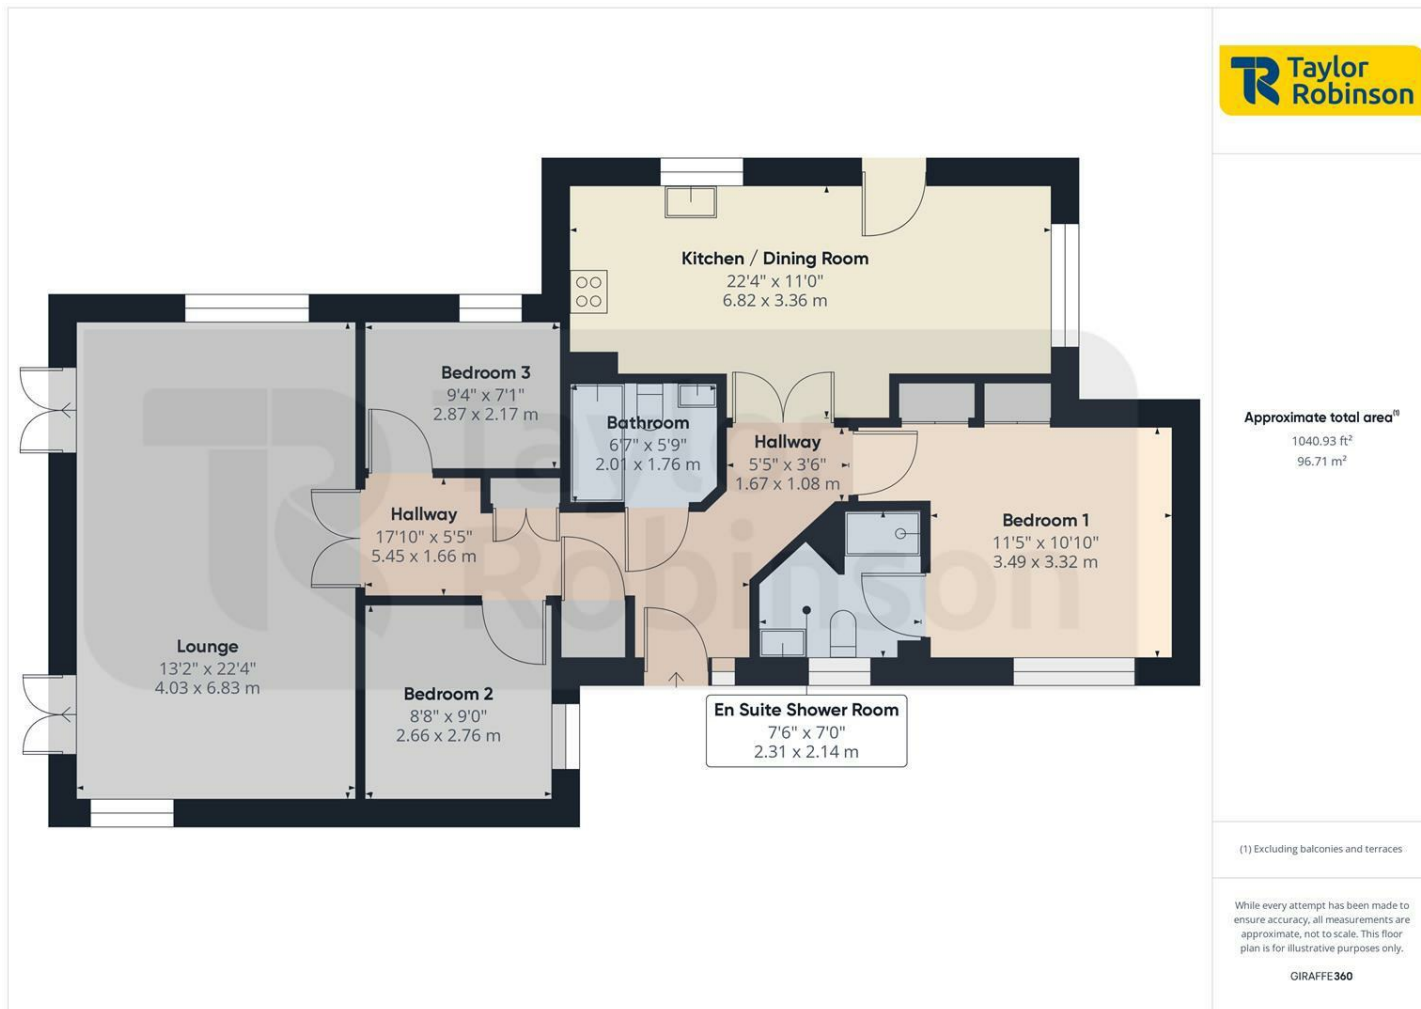 Taylor
Robinson
Kitchen / Dining Room
22'4" x 11'0"
6.82 x 3.36 m
Bedroom 3
9'4" x 7'1"
2.87 x 2.17 m
Bathroom
6'7" x 5'9"
2.01 x 1.76 m
Hallway
5'5" x 3'6"
1.67 x 1.08 m
Hallway
17'10" x 5'5"
5.45 x 1.66 m
Bedroom 1
11'5" x 10'10"
3.49 x 3.32 m
Lounge
13'2" x 22'4"
4.03 x 6.83 m
Bedroom 2
8'8" x 9'0"
2.66 x 2.76 m
En Suite Shower Room
7'6" x 7'0"
2.31 x 2.14 m
Taylor
Robinson
Approximate total area(1)
1040.93 ft²
96.71 m²
(1) Excluding balconies and terraces
While every attempt has been made to
ensure accuracy, all measurements are
approximate, not to scale. This floor
plan is for illustrative purposes only.
GIRAFFE360